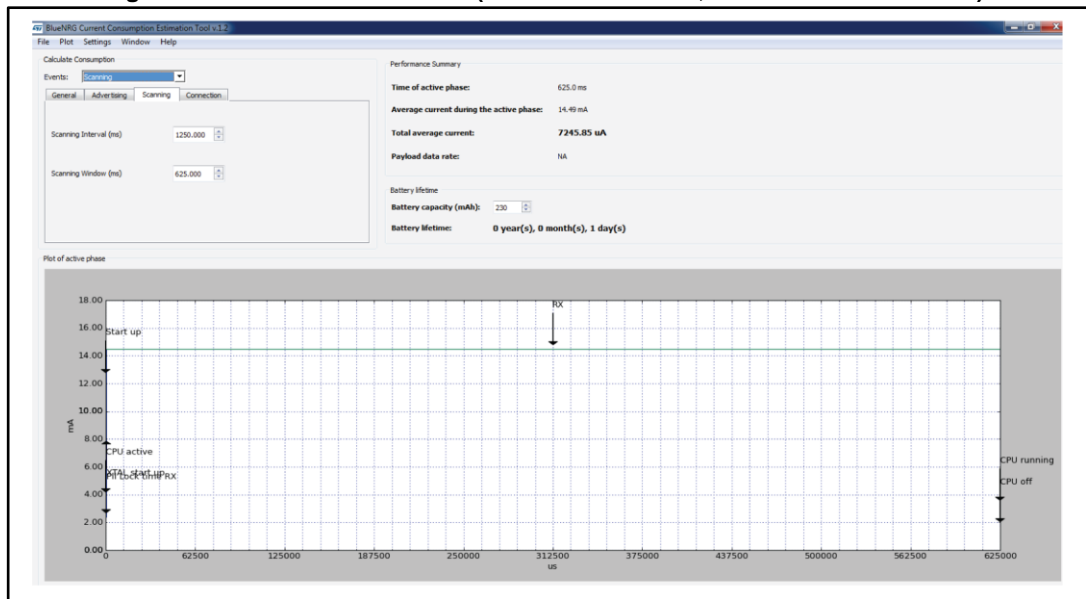 BlueNRG Current Consumption Estimation Tool v.1.2
File Plot Settings Window Help
Calculate Consumption
Events: Scanning
General Advertising Scanning Connection
Scanning Interval (ms) 1250.000
Scanning Window (ms) 625.000
Performance Summary
Time of active phase: 625.0 ms
Average current during the active phase: 14.49 mA
Total average current: 7245.85 uA
Payload data rate: NA
Battery lifetime
Battery capacity (mAh): 230
Battery lifetime: 0 year(s), 0 month(s), 1 day(s)
Plot of active phase
18.00
RX
16.00
Start up
14.00
12.00
10.00
mA
8.00
CPU active
6.00
XTAL start up
Pll Lock time RX
CPU running
CPU off
4.00
2.00
0.00
0 62500 125000 187500 250000 312500 375000 437500 500000 562500 625000
us